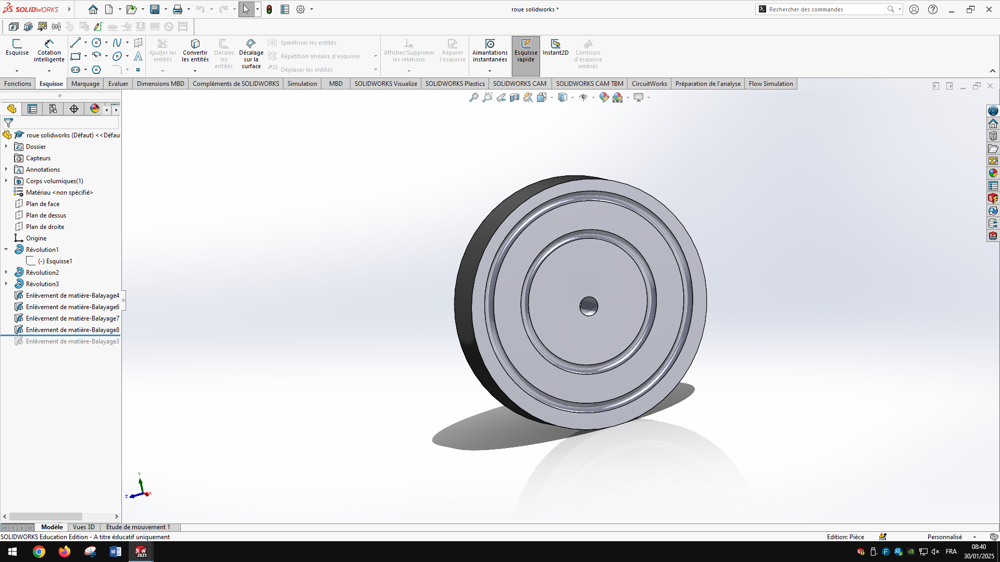 SOLIDWORKS
roue solidworks *
Rechercher des commandes
Esquisse
Cotation intelligente
Ajuster les entités
Convertir les entités
Décaler les entités
Décalage sur la surface
Symétriser les entités
Répétition linéaire d'esquisse
Déplacer les entités
Afficher/Supprimer les relations
Réparer l'esquisse
Aimantations instantanées
Esquisse rapide
Instant2D
Contours d'esquisse ombrés
Fonctions
Esquisse
Marquage
Evaluer
Dimensions MBD
Compléments de SOLIDWORKS
Simulation
MBD
SOLIDWORKS Visualize
SOLIDWORKS Plastics
SOLIDWORKS CAM
SOLIDWORKS CAM TBM
CircuitWorks
Préparation de l'analyse
Flow Simulation
roue solidworks (Défaut) <<Défau
Dossier
Capteurs
Annotations
Corps volumiques(1)
Matériau <non spécifié>
Plan de face
Plan de dessus
Plan de droite
Origine
Révolution1
(-) Esquisse1
Révolution2
Révolution3
Enlèvement de matière-Balayage4
Enlèvement de matière-Balayage6
Enlèvement de matière-Balayage7
Enlèvement de matière-Balayage8
Enlèvement de matière-Balayage3
Y
Z
X
Modèle
Vues 3D
Etude de mouvement 1
SOLIDWORKS Education Edition - A titre éducatif uniquement
Edition: Pièce
Personnalisé
SW
2023
FRA
08:40
30/01/2025